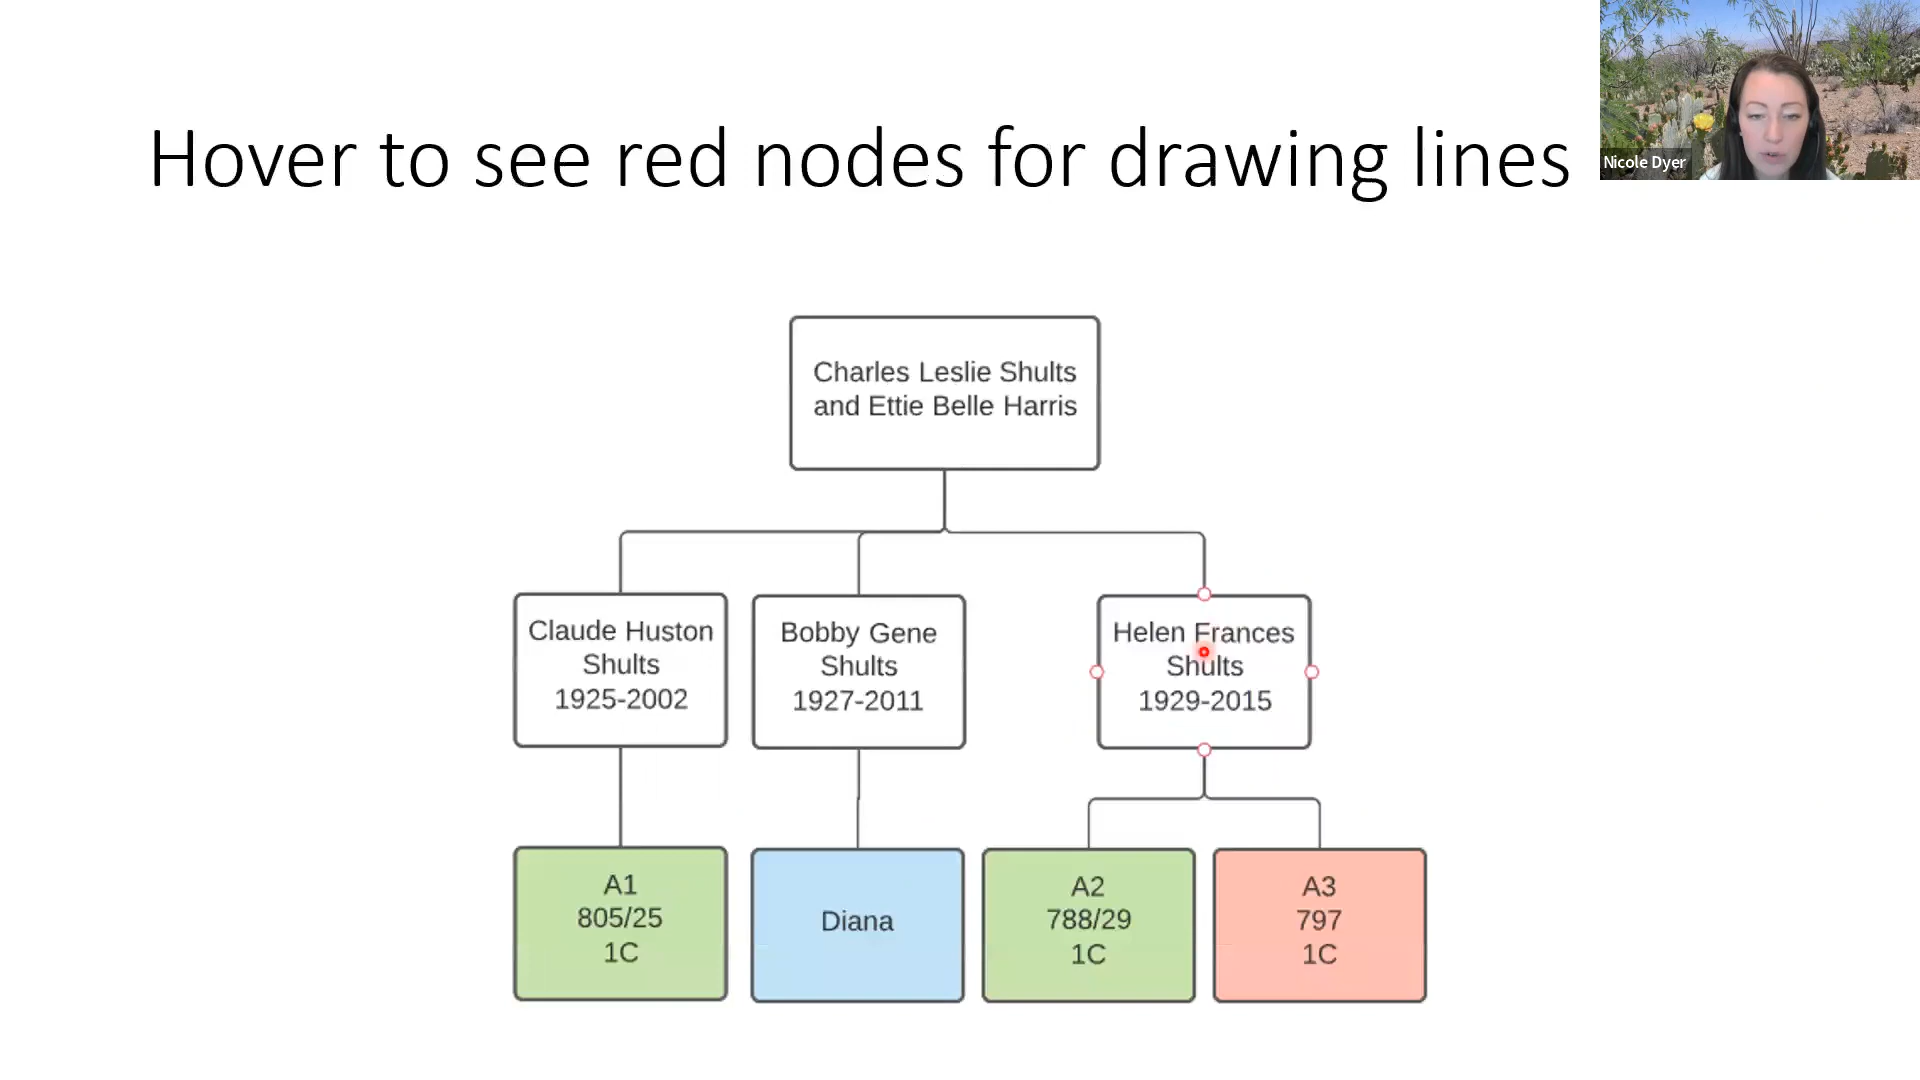 Hover to see red nodes for drawing lines
Nicole Dyer
Charles Leslie Shults
and Ettie Belle Harris
Claude Huston
Shults
1925-2002
Bobby Gene
Shults
1927-2011
Helen Frances
Shults
1929-2015
A1
805/25
1C
Diana
A2
788/29
1C
A3
797
1C